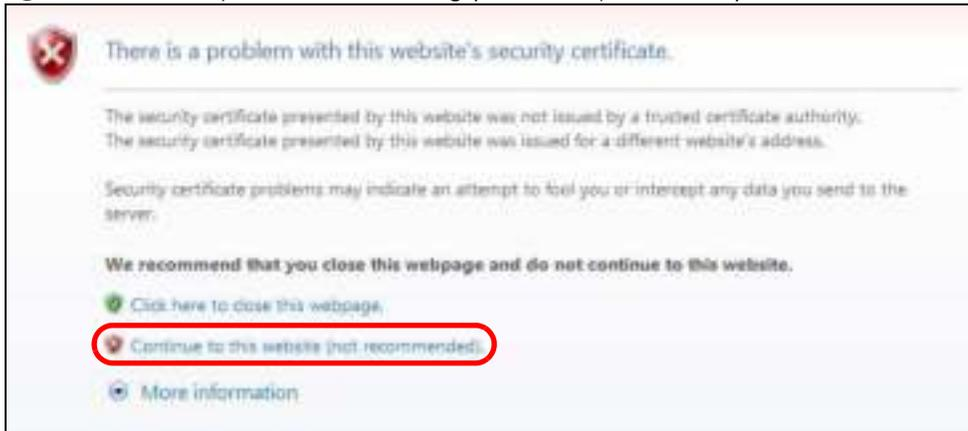 There is a problem with this website's security certificate.
The security certificate presented by this website was not issued by a trusted certificate authority.
The security certificate presented by this website was issued for a different website's address.
Security certificate problems may indicate an attempt to fool you or intercept any data you send to the
server.
We recommend that you close this webpage and do not continue to this website.
Click here to close this webpage.
Continue to this website (not recommended).
More information